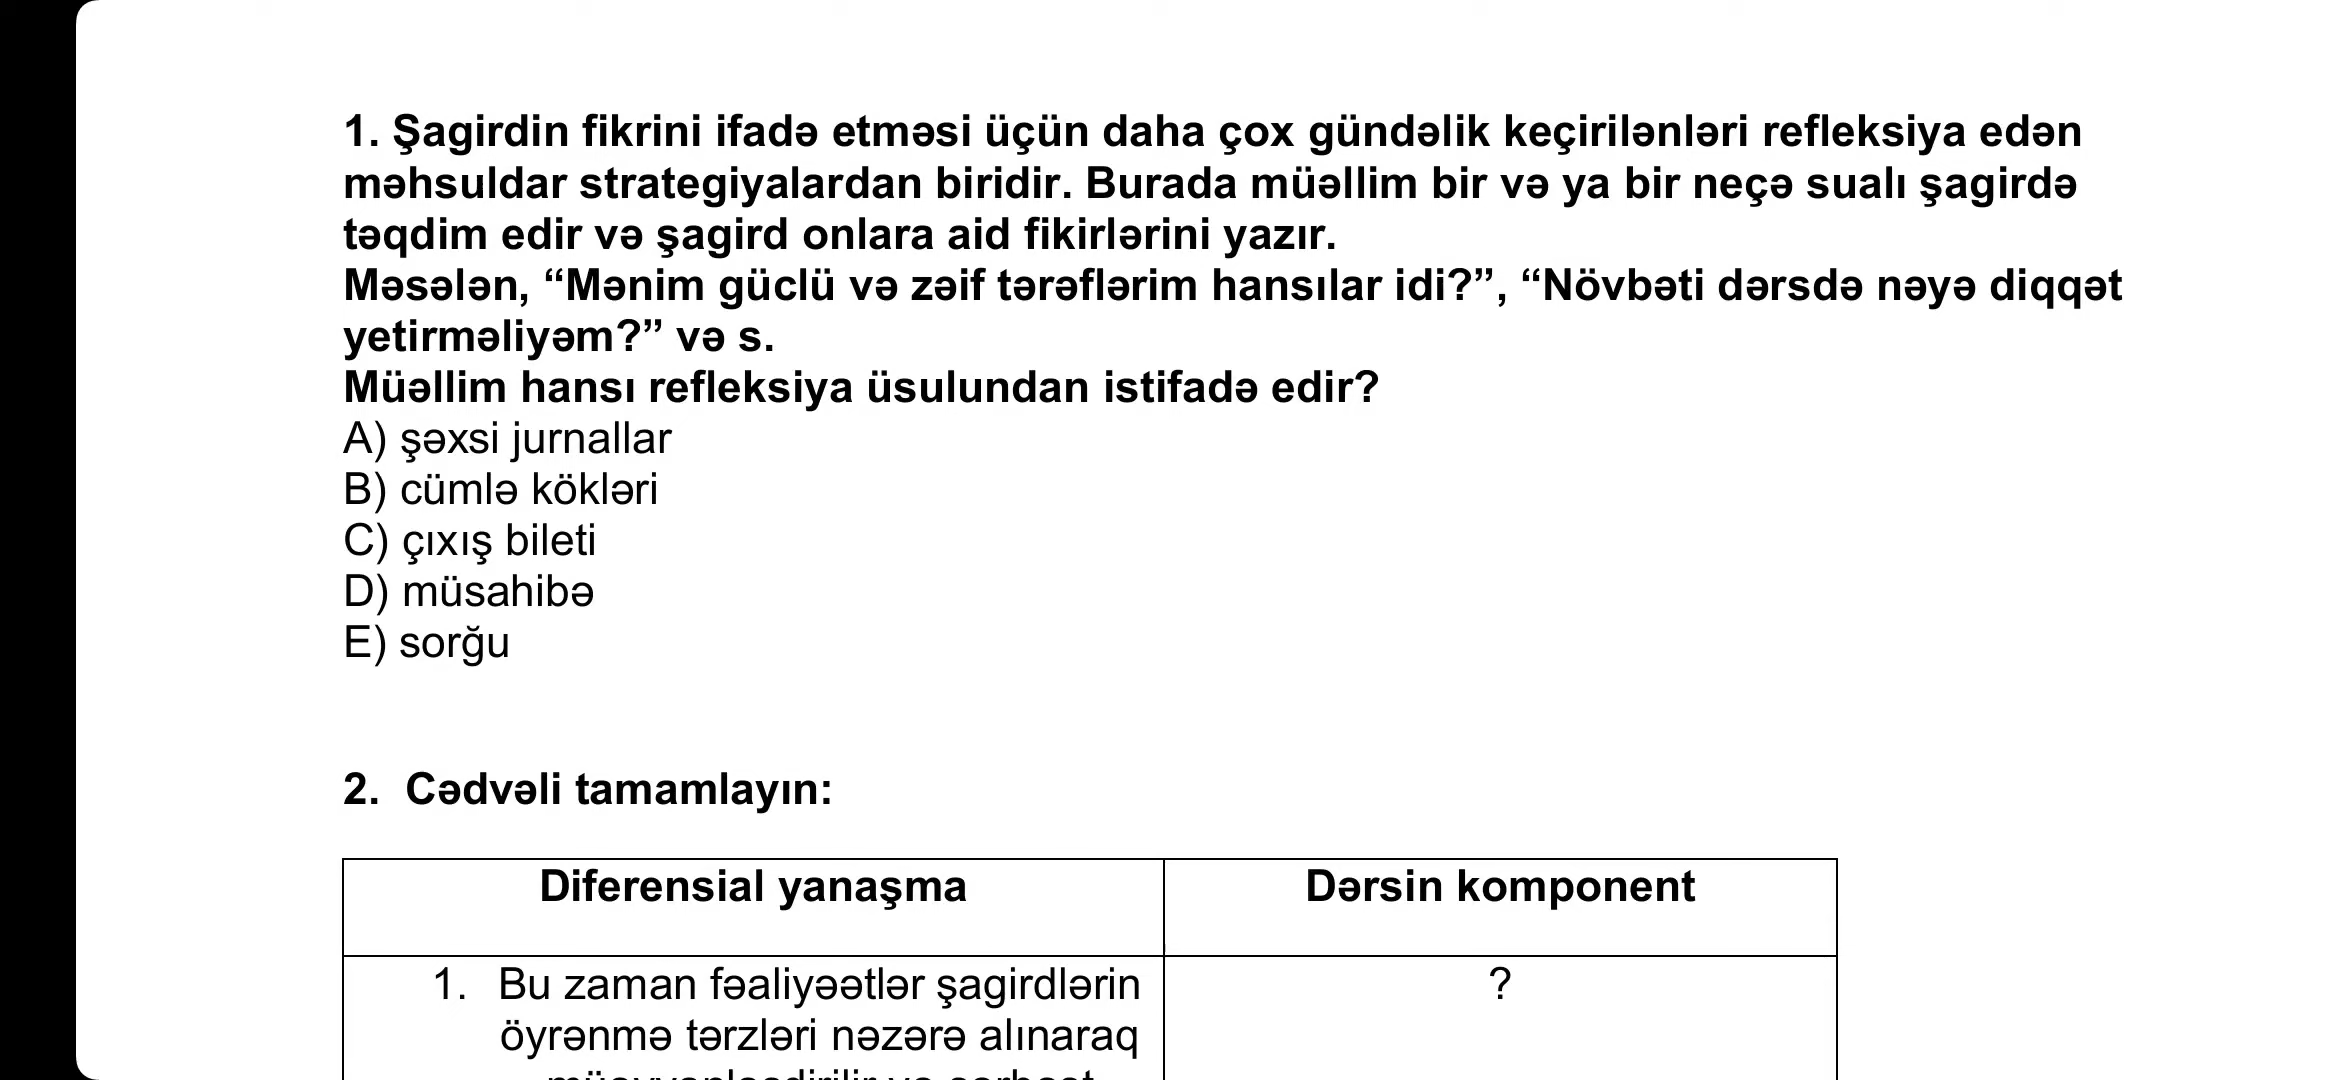 1. Şagirdin fikrini ifadə etməsi üçün daha çox gündəlik keçirilənləri refleksiya edən
məhsuldar strategiyalardan biridir. Burada müəllim bir və ya bir neçə sualı şagirdə
təqdim edir və şagird onlara aid fikirlərini yazır.
Məsələn, “Mənim güclü və zəif tərəflərim hansılar idi?”, “Növbəti dərsdə nəyə diqqət
yetirməliyəm?” və s.
Müəllim hansı refleksiya üsulundan istifadə edir?
A) şəxsi jurnallar
B) cümlə kökləri
C) çıxış bileti
D) müsahibə
E) sorğu
2. Cədvəli tamamlayın:
Diferensial yanaşma
Dərsin komponent
1. Bu zaman fəaliyəətlər şagirdlərin
öyrənmə tərzləri nəzərə alınaraq
?